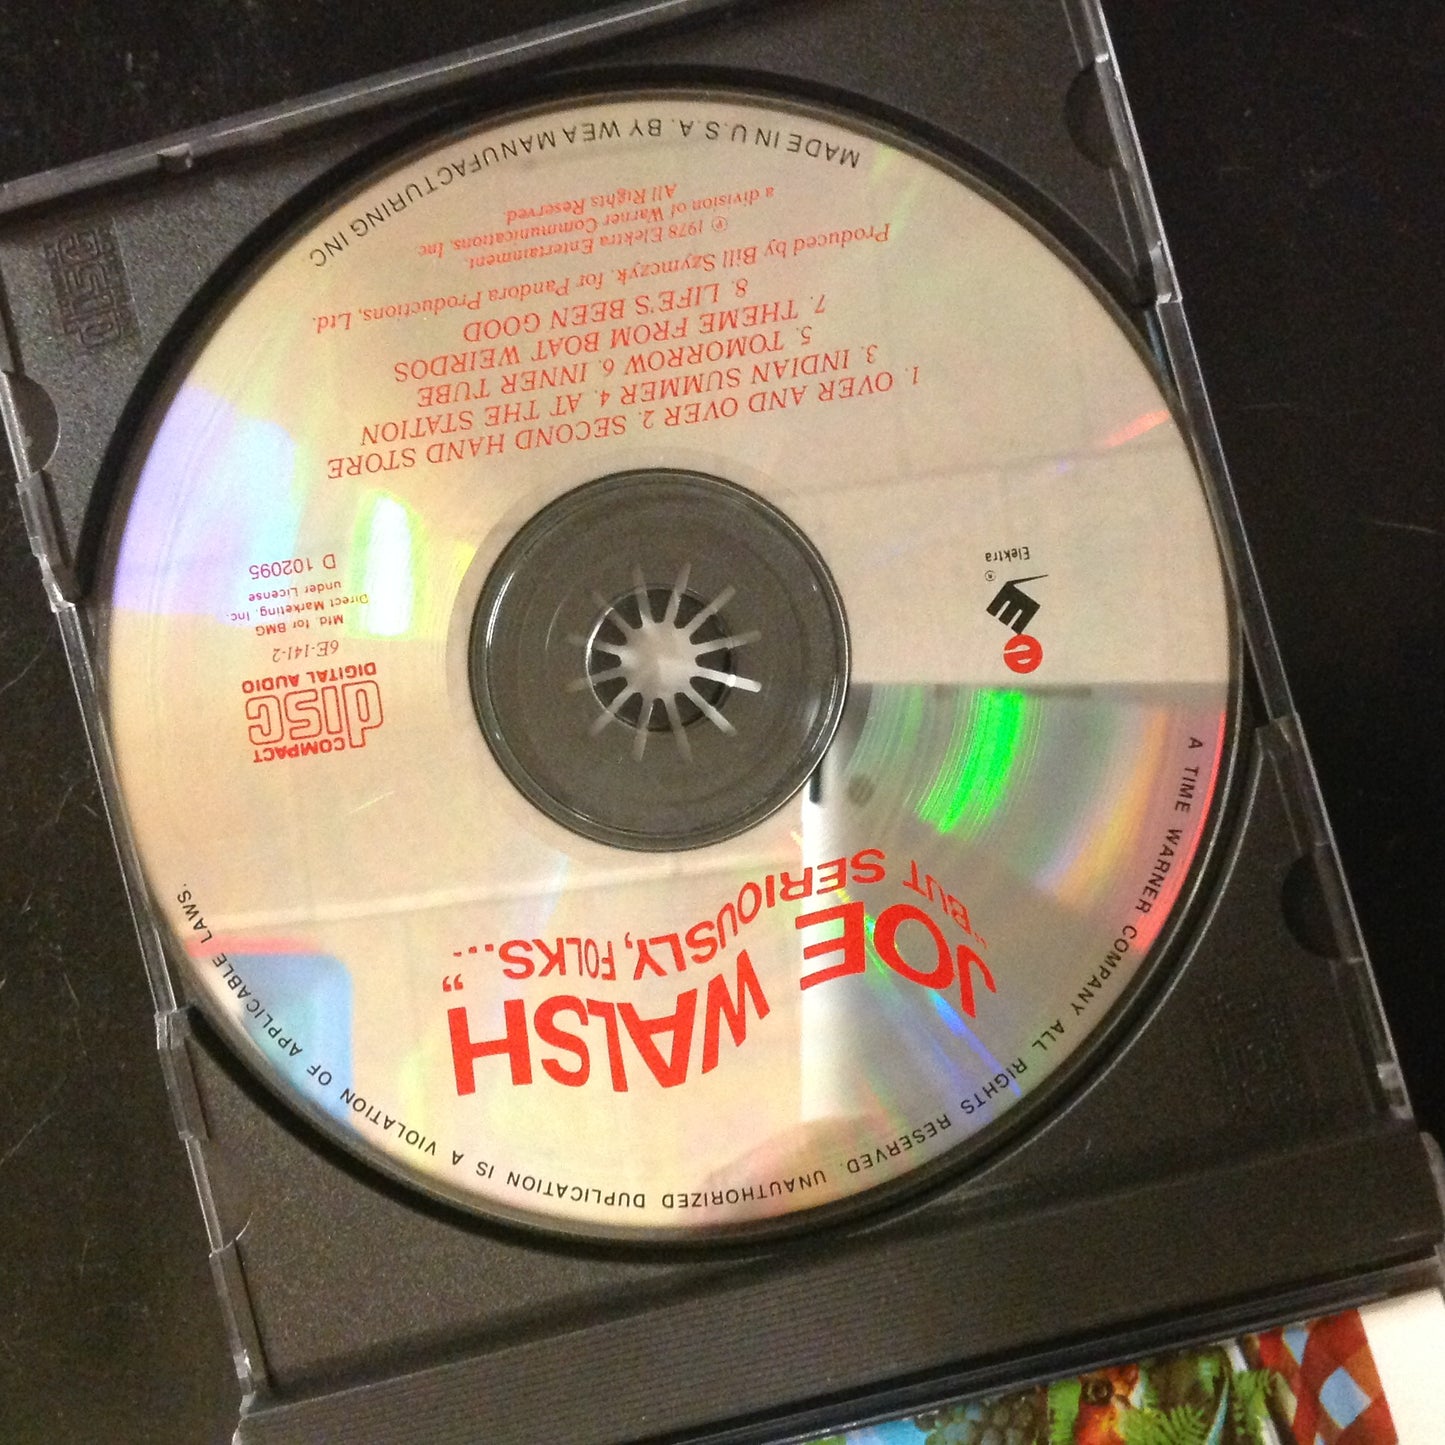 JOE WALSH
"BUT SERIOUSLY, FOLKS..."
COMPACT
disc
DIGITAL AUDIO
6E-141-2
Mfd. for BMG
Direct Marketing, Inc.
under License
D 102095
e
Elektra
®
1. OVER AND OVER 2. SECOND HAND STORE
3. INDIAN SUMMER 4. AT THE STATION
5. TOMORROW 6. INNER TUBE
7. THEME FROM BOAT WEIRDOS
8. LIFE'S BEEN GOOD
Produced by Bill Szymczyk. for Pandora Productions, Ltd.
℗ 1978 Elektra Entertainment.
a division of Warner Communications, Inc
All Rights Reserved.
MADE IN U.S.A. BY WEA MANUFACTURING INC
A TIME WARNER COMPANY ALL RIGHTS RESERVED. UNAUTHORIZED DUPLICATION IS A VIOLATION OF APPLICABLE LAWS.